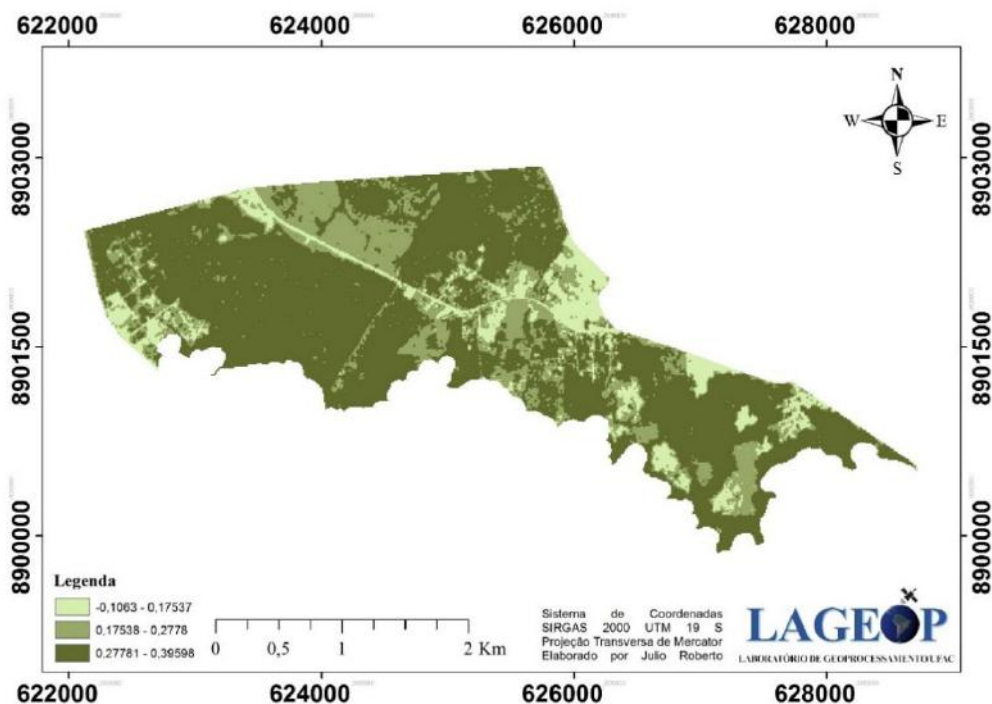 622000 624000 626000 628000
N
W E
S
8903000 8903000
8901500 8901500
8900000 8900000
Legenda
-0,1063 - 0,17537
0,17538 - 0,2778
0,27781 - 0,39598
0 0,5 1 2 Km
Sistema de Coordenadas
SIRGAS 2000 UTM 19 S
Projeção Transversa de Mercator
Elaborado por Julio Roberto
LAGEOP
LABORATÓRIO DE GEOPROCESSAMENTO/UFAC
622000 624000 626000 628000